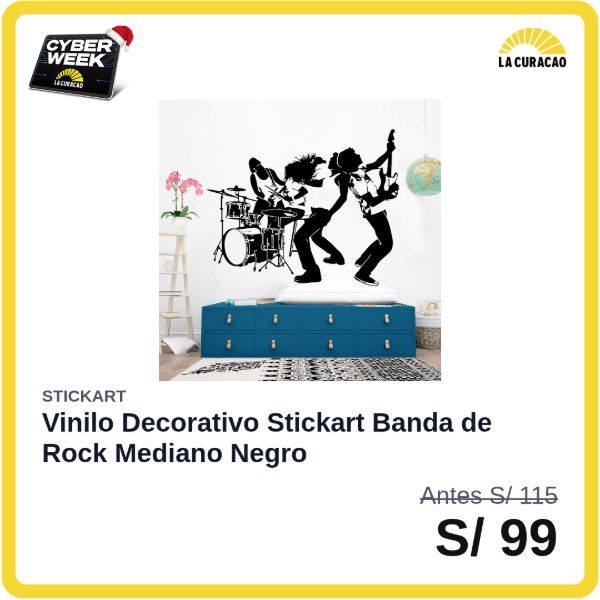 CYBER
WEEK
LA CURACAO
LA CURACAO
STICKART
Vinilo Decorativo Stickart Banda de
Rock Mediano Negro
Antes S/ 115
S/ 99